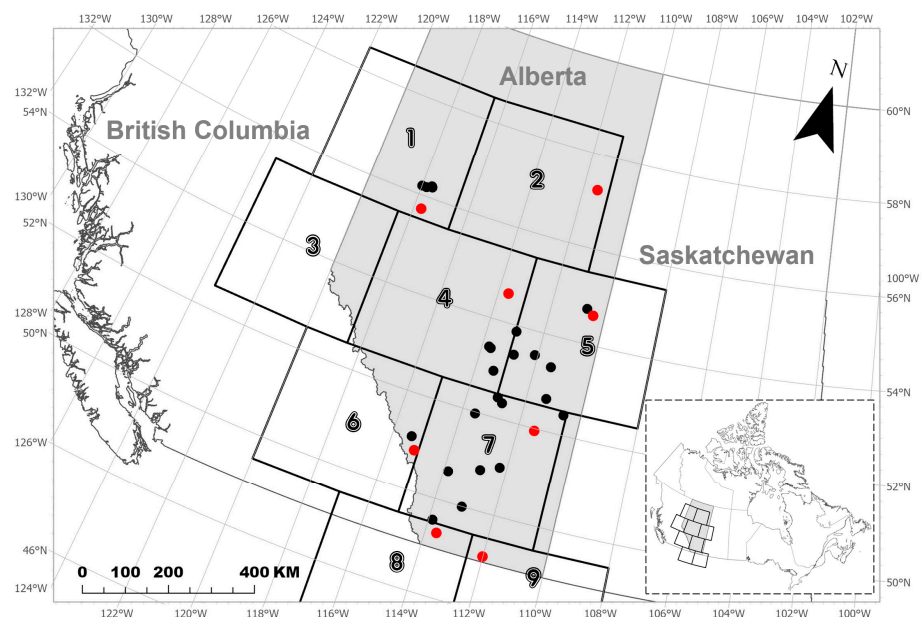 130°W 128°W 126°W 124°W 122°W 120°W 118°W 116°W 114°W 112°W 110°W 108°W 106°W 104°W 102°W
Alberta
N
132°W
54°N
60°N
British Columbia
1
2
130°W
58°N
52°N
3
Saskatchewan
100°W
4
56°N
128°W
5
50°N
54°N
6
126°W
7
52°N
46°N
8
0 100 200 400 KM
9
124°W
50°N
122°W 120°W 118°W 116°W 114°W 112°W 110°W 108°W 106°W 104°W 102°W 100°W